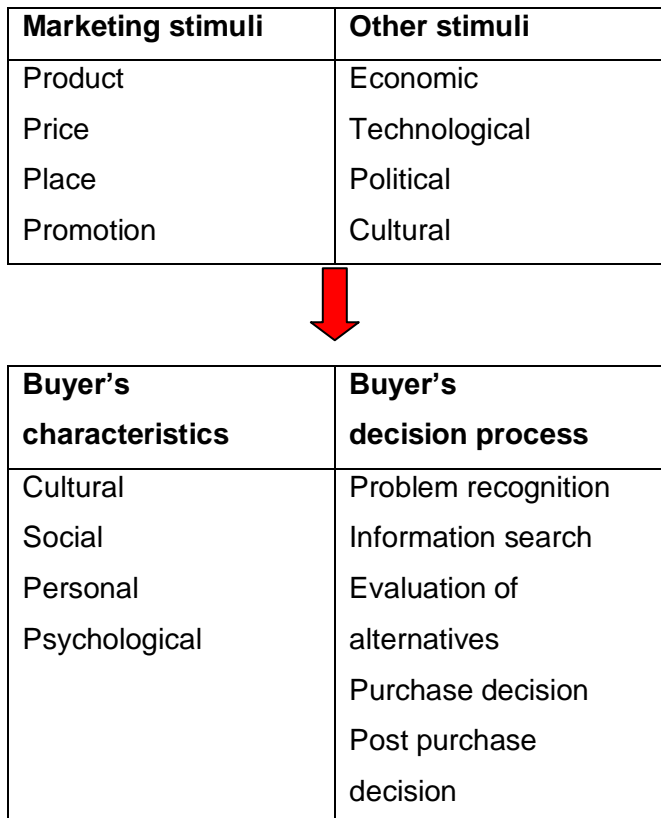 Marketing stimuli
Other stimuli
Product
Price
Place
Promotion
Economic
Technological
Political
Cultural
Buyer’s
characteristics
Buyer’s
decision process
Cultural
Social
Personal
Psychological
Problem recognition
Information search
Evaluation of
alternatives
Purchase decision
Post purchase
decision